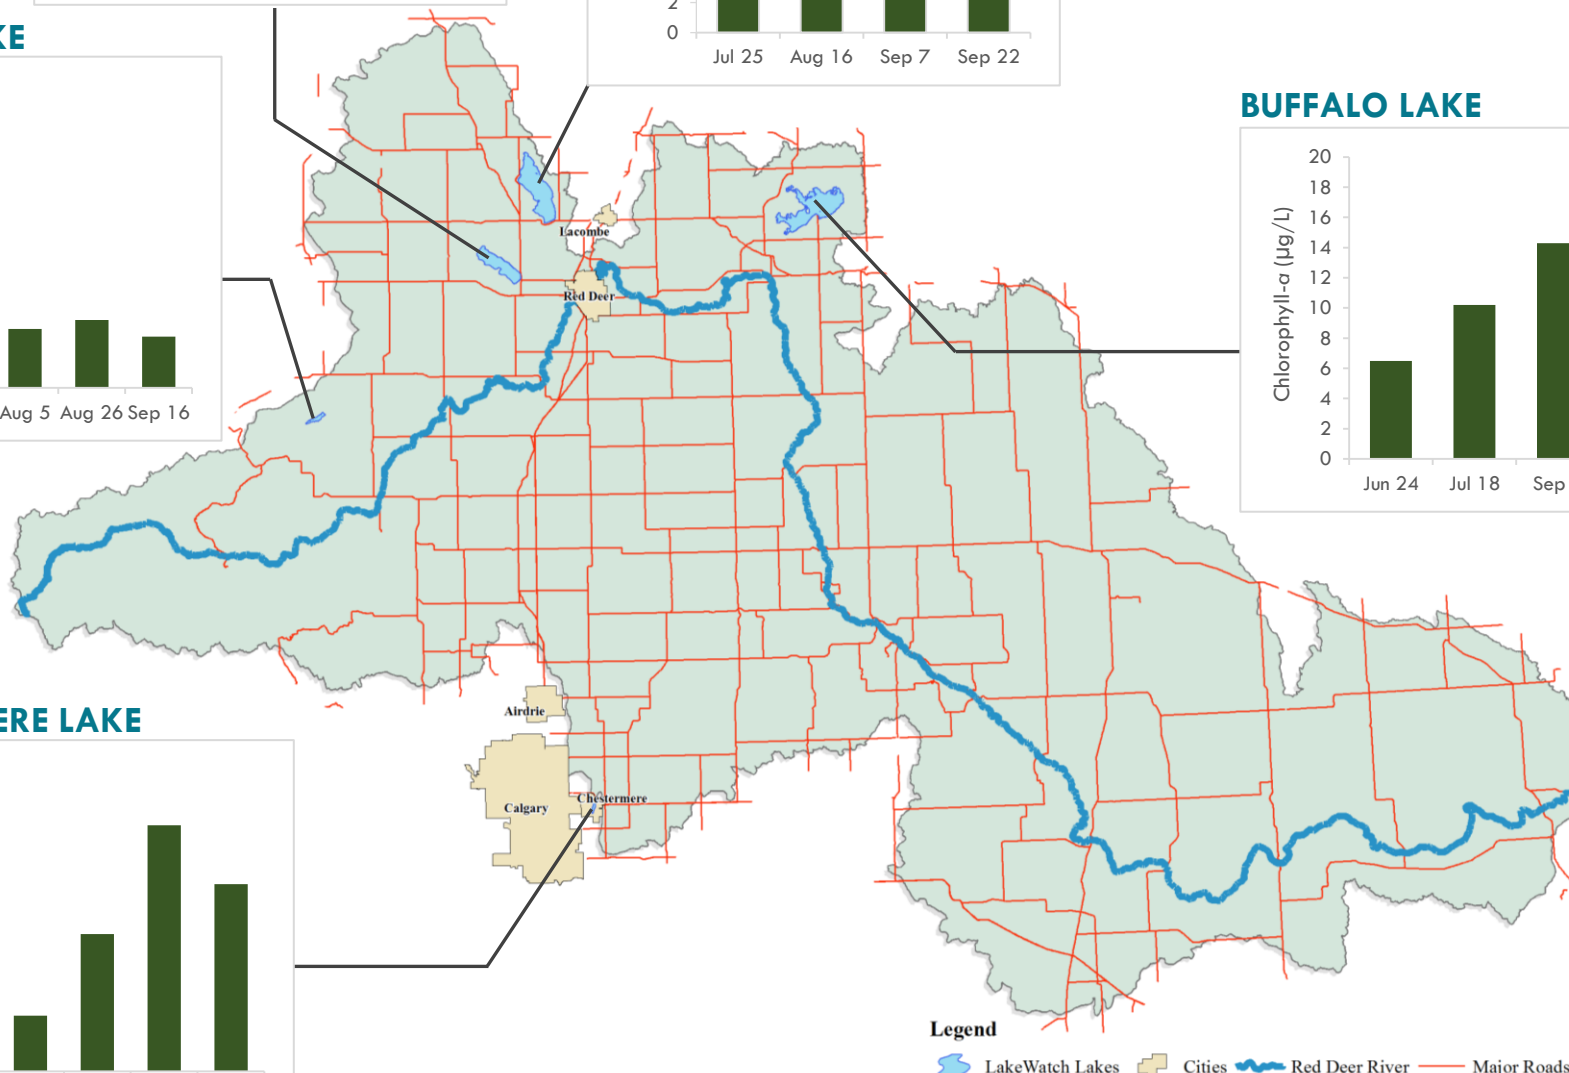 KE
2
0
Jul 25 Aug 16 Sep 7 Sep 22
BUFFALO LAKE
Chlorophyll-a (µg/L)
20
18
16
14
12
10
8
6
4
2
0
Jun 24 Jul 18 Sep
Lacombe
Red Deer
Aug 5 Aug 26 Sep 16
ERE LAKE
Airdrie
Calgary
Chestermere
Legend
LakeWatch Lakes Cities Red Deer River Major Roads